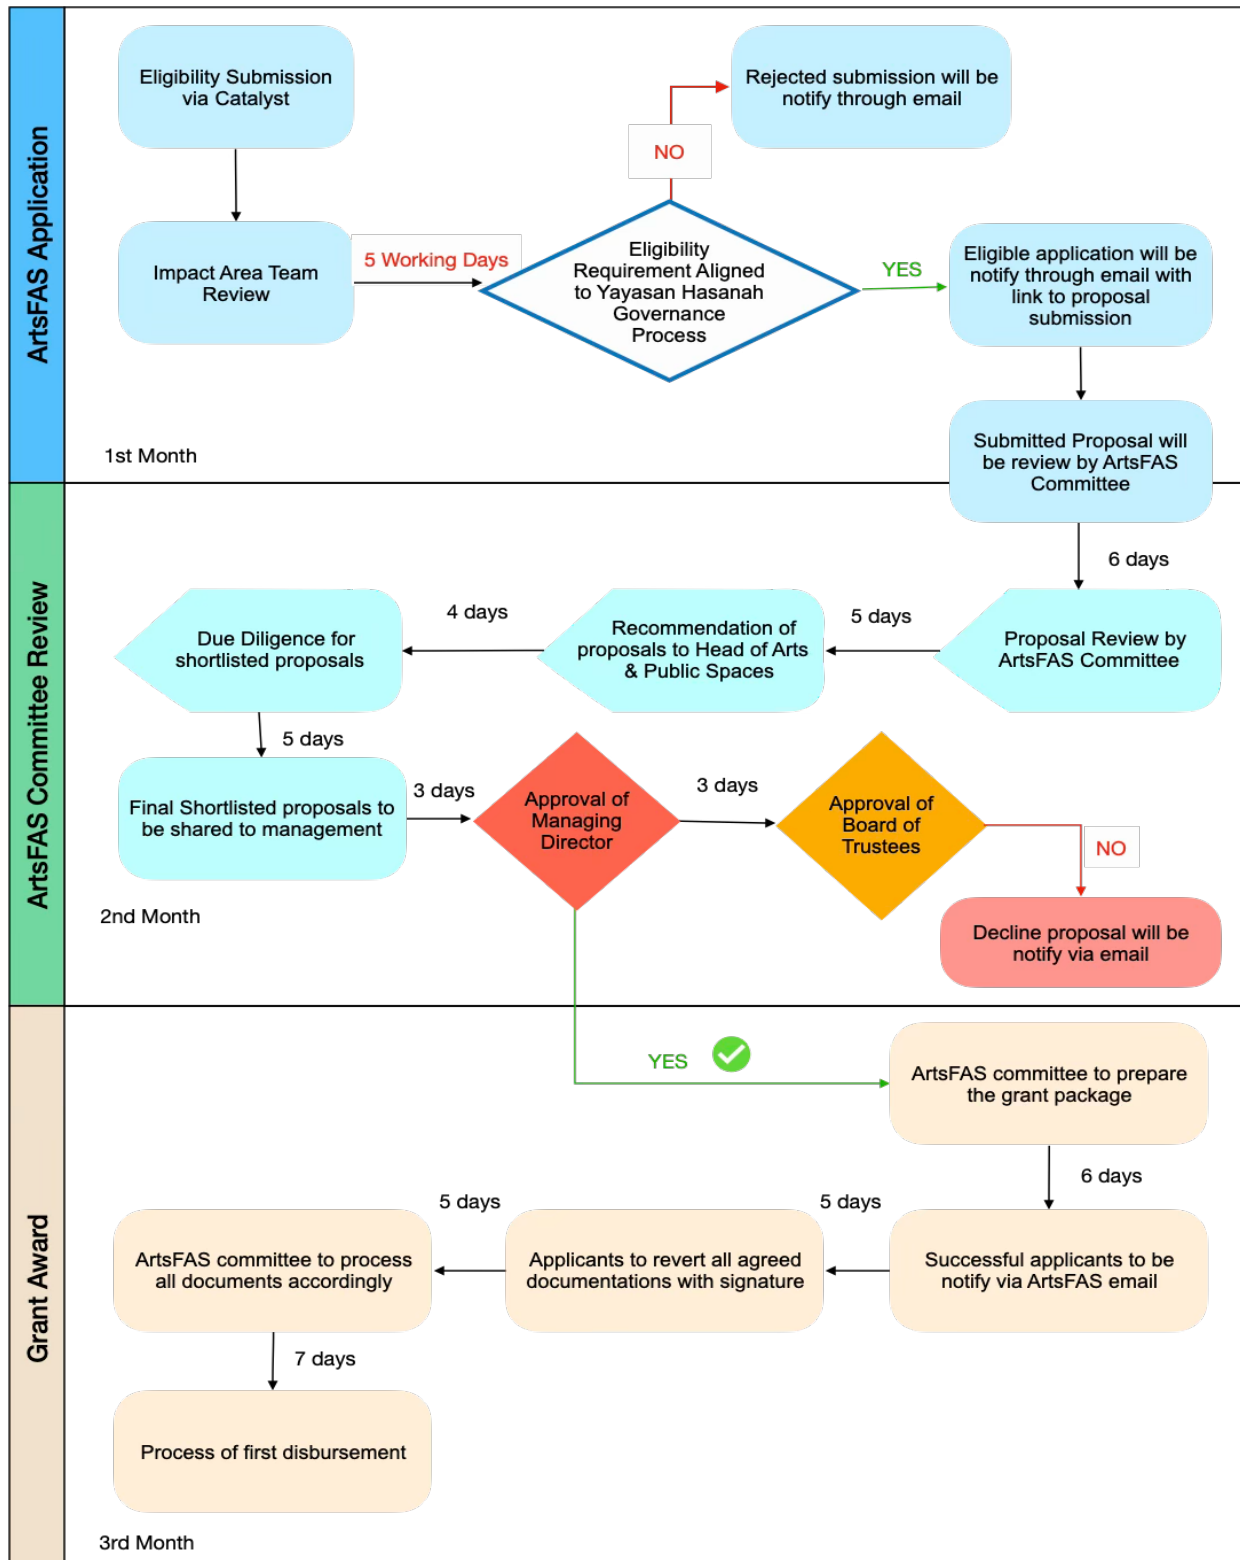 ArtsFAS Application
Eligibility Submission
via Catalyst
Rejected submission will be
notify through email
NO
Impact Area Team
Review
5 Working Days
Eligibility
Requirement Aligned
to Yayasan Hasanah
Governance
Process
YES
Eligible application will be
notify through email with
link to proposal
submission
Submitted Proposal will
be review by ArtsFAS
Committee
1st Month
ArtsFAS Committee Review
6 days
Proposal Review by
ArtsFAS Committee
5 days
Recommendation of
proposals to Head of Arts
& Public Spaces
4 days
Due Diligence for
shortlisted proposals
5 days
Final Shortlisted proposals to
be shared to management
3 days
Approval of
Managing
Director
3 days
Approval of
Board of
Trustees
NO
Decline proposal will be
notify via email
2nd Month
Grant Award
YES
ArtsFAS committee to prepare
the grant package
6 days
Successful applicants to be
notify via ArtsFAS email
5 days
Applicants to revert all agreed
documentations with signature
5 days
ArtsFAS committee to process
all documents accordingly
7 days
Process of first disbursement
3rd Month